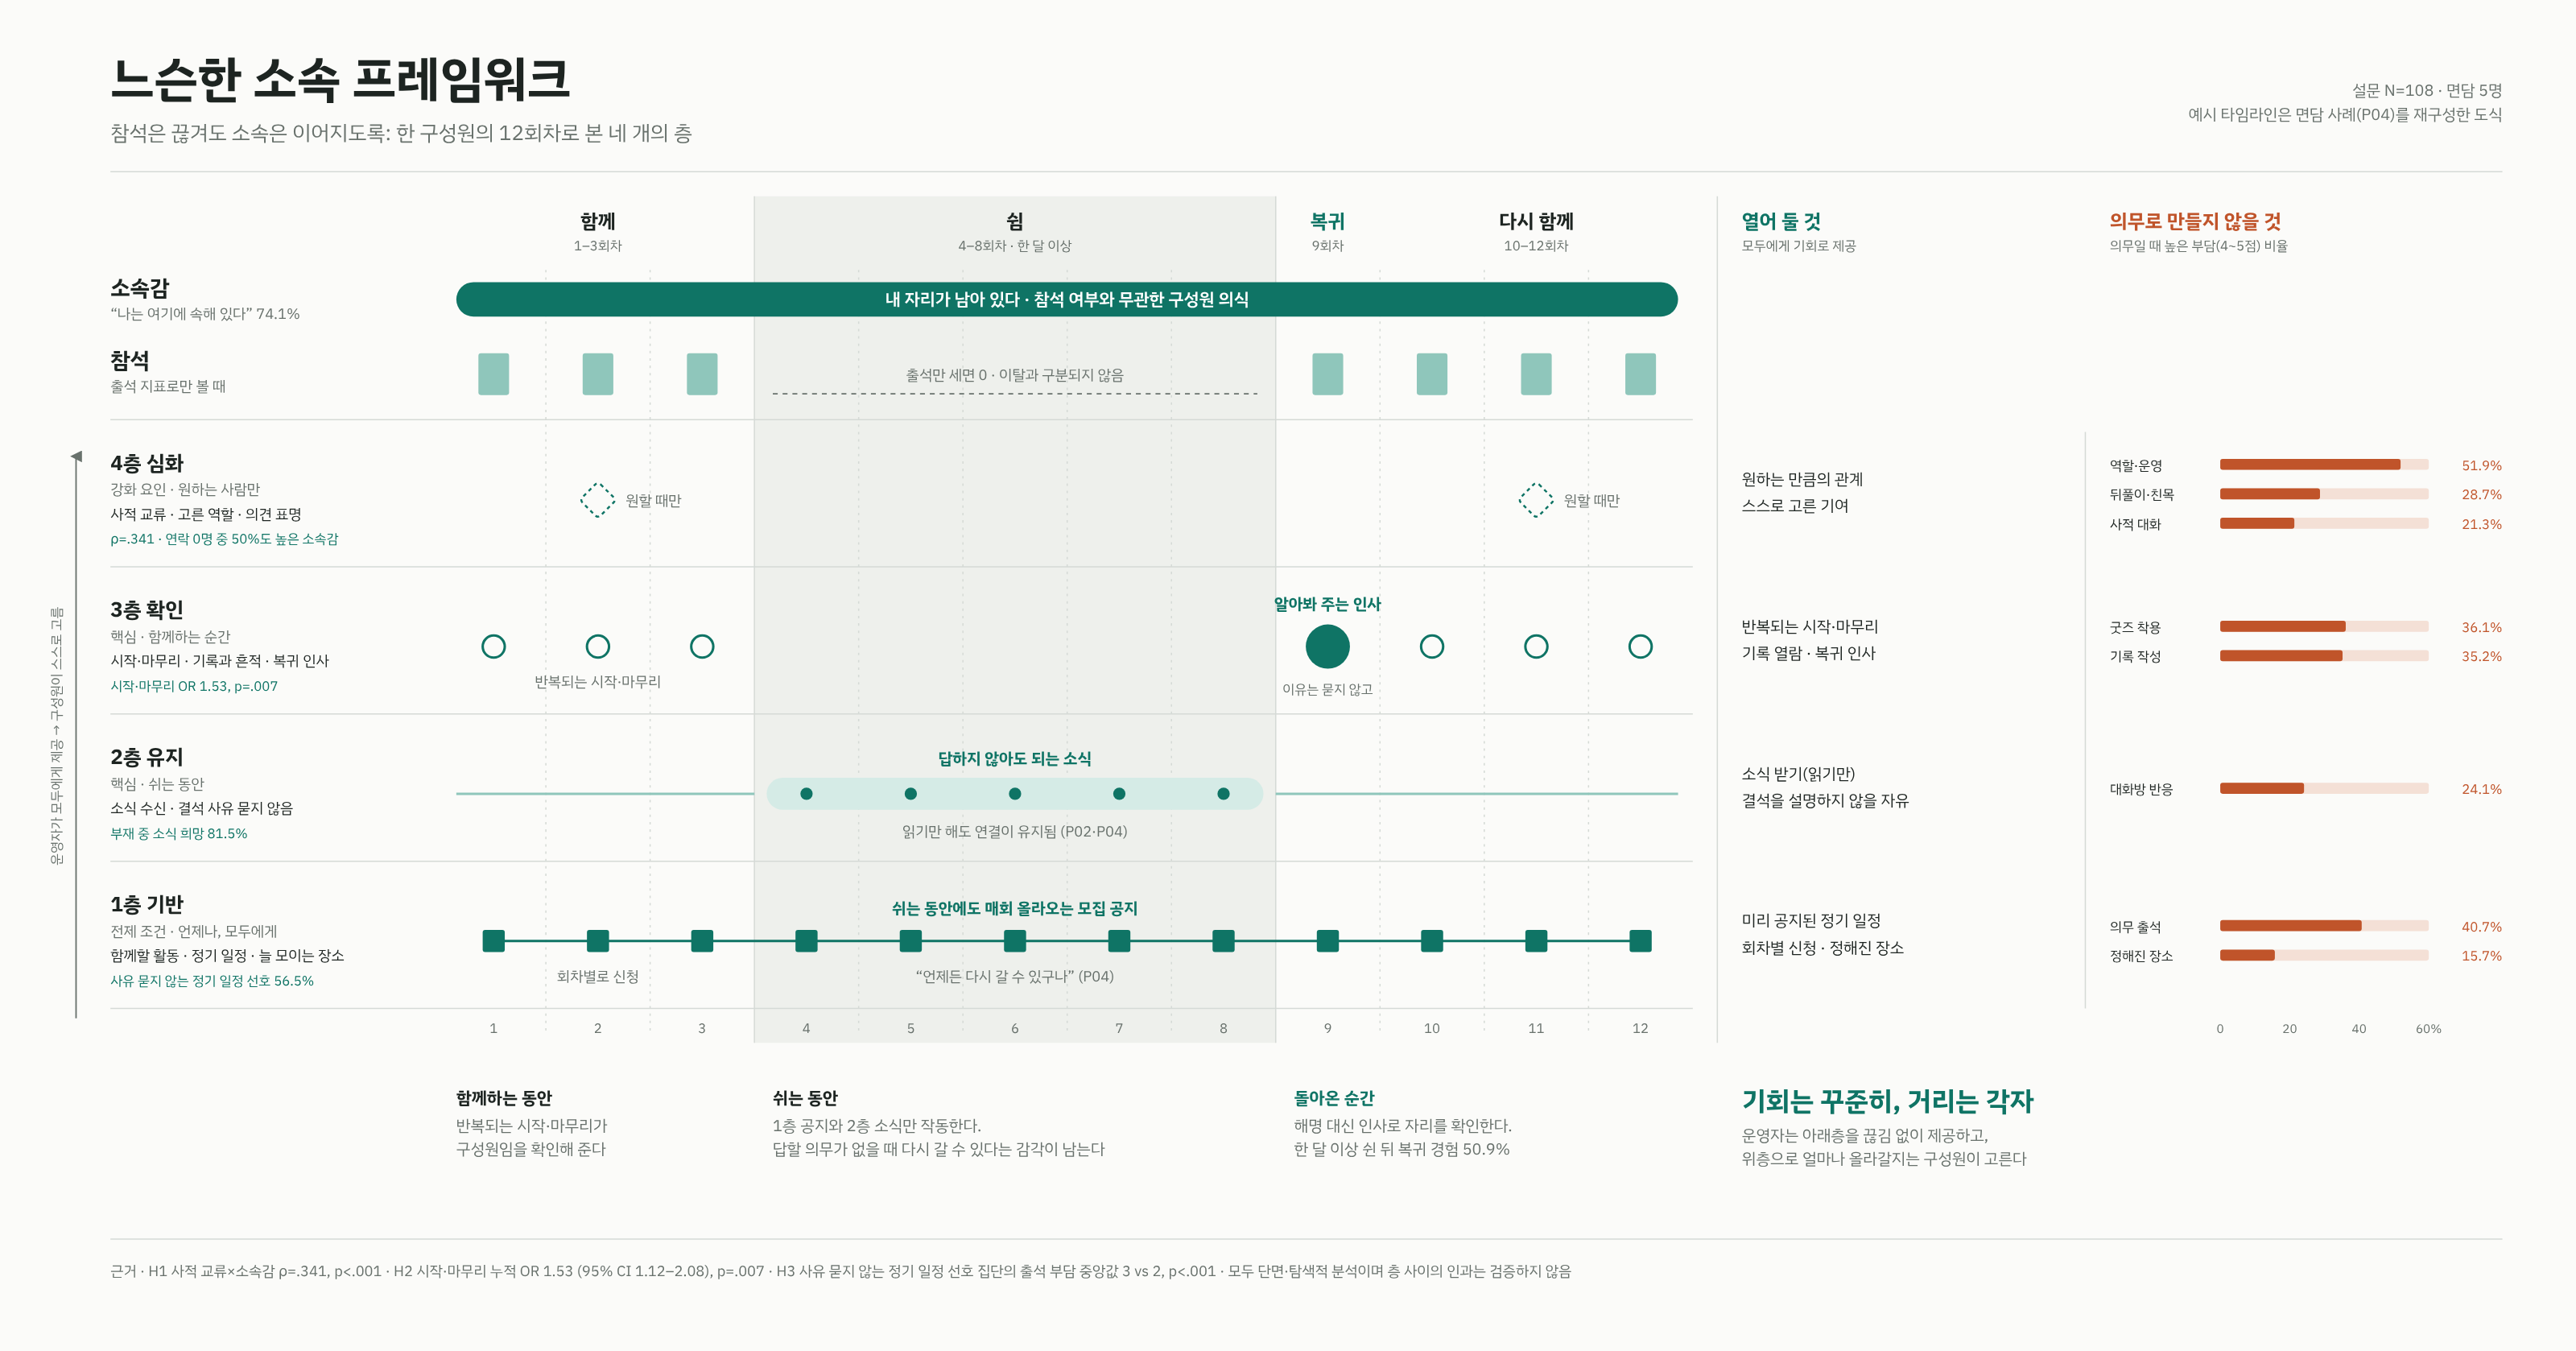 느슨한 소속 프레임워크
참석은 끊겨도 소속은 이어지도록: 한 구성원의 12회차로 본 네 개의 층
설문 N=108 · 면담 5명
예시 타임라인은 면담 사례(P04)를 재구성한 도식
함께
1–3회차
쉼
4–8회차 · 한 달 이상
복귀
9회차
다시 함께
10–12회차
열어 둘 것
모두에게 기회로 제공
의무로 만들지 않을 것
의무일 때 높은 부담(4~5점) 비율
소속감
“나는 여기에 속해 있다” 74.1%
내 자리가 남아 있다 · 참석 여부와 무관한 구성원 의식
참석
출석 지표로만 볼 때
출석만 세면 0 · 이탈과 구분되지 않음
운영자가 모두에게 제공 → 구성원이 스스로 고름
4층 심화
강화 요인 · 원하는 사람만
사적 교류 · 고른 역할 · 의견 표명
ρ=.341 · 연락 0명 중 50%도 높은 소속감
원할 때만
원할 때만
원하는 만큼의 관계
스스로 고른 기여
역할·운영 51.9%
뒤풀이·친목 28.7%
사적 대화 21.3%
3층 확인
핵심 · 함께하는 순간
시작·마무리 · 기록과 흔적 · 복귀 인사
시작·마무리 OR 1.53, p=.007
반복되는 시작·마무리
알아봐 주는 인사
이유는 묻지 않고
반복되는 시작·마무리
기록 열람 · 복귀 인사
굿즈 착용 36.1%
기록 작성 35.2%
2층 유지
핵심 · 쉬는 동안
소식 수신 · 결석 사유 묻지 않음
부재 중 소식 희망 81.5%
답하지 않아도 되는 소식
읽기만 해도 연결이 유지됨 (P02·P04)
소식 받기(읽기만)
결석을 설명하지 않을 자유
대화방 반응 24.1%
1층 기반
전제 조건 · 언제나, 모두에게
함께할 활동 · 정기 일정 · 늘 모이는 장소
사유 묻지 않는 정기 일정 선호 56.5%
회차별로 신청
쉬는 동안에도 매회 올라오는 모집 공지
“언제든 다시 갈 수 있구나” (P04)
미리 공지된 정기 일정
회차별 신청 · 정해진 장소
의무 출석 40.7%
정해진 장소 15.7%
1 2 3 4 5 6 7 8 9 10 11 12
0 20 40 60%
함께하는 동안
반복되는 시작·마무리가
구성원임을 확인해 준다
쉬는 동안
1층 공지와 2층 소식만 작동한다.
답할 의무가 없을 때 다시 갈 수 있다는 감각이 남는다
돌아온 순간
해명 대신 인사로 자리를 확인한다.
한 달 이상 쉰 뒤 복귀 경험 50.9%
기회는 꾸준히, 거리는 각자
운영자는 아래층을 끊김 없이 제공하고,
위층으로 얼마나 올라갈지는 구성원이 고른다
근거 · H1 사적 교류×소속감 ρ=.341, p<.001 · H2 시작·마무리 누적 OR 1.53 (95% CI 1.12–2.08), p=.007 · H3 사유 묻지 않는 정기 일정 선호 집단의 출석 부담 중앙값 3 vs 2, p<.001 · 모두 단면·탐색적 분석이며 층 사이의 인과는 검증하지 않음